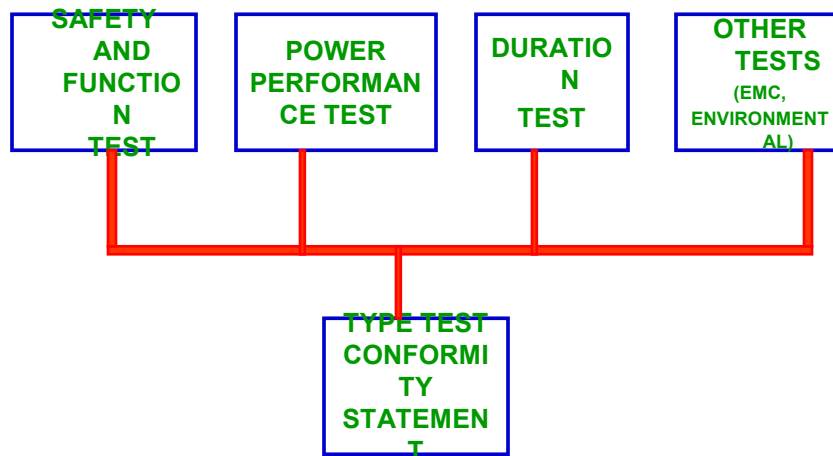 SAFETY
AND
FUNCTIO
N
TEST
POWER
PERFORMAN
CE TEST
DURATIO
N
TEST
OTHER
TESTS
(EMC,
ENVIRONMENT
AL)
TYPE TEST
CONFORMI
TY
STATEMEN
T